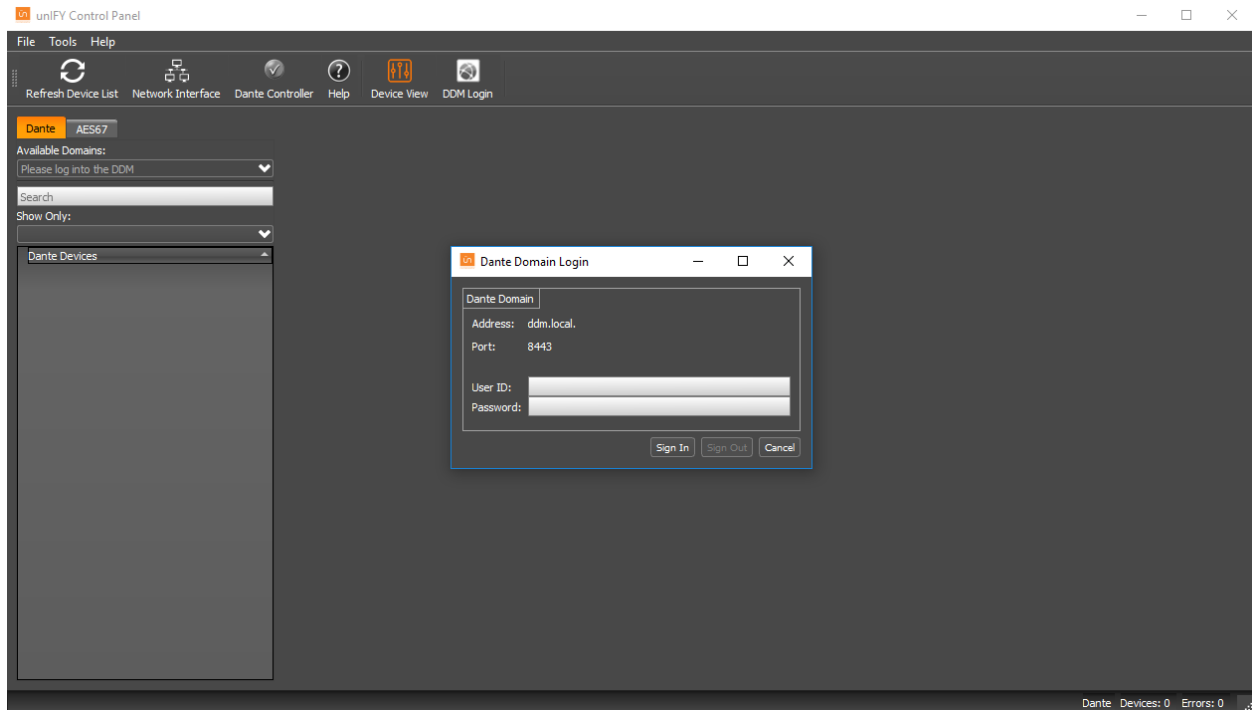 unIFY Control Panel
File Tools Help
Refresh Device List Network Interface Dante Controller Help Device View DDM Login
Dante AES67
Available Domains:
Please log into the DDM
Search
Show Only:
Dante Devices
Dante Domain Login
Dante Domain
Address: ddm.local.
Port: 8443
User ID:
Password:
Sign In Sign Out Cancel
Dante Devices: 0 Errors: 0